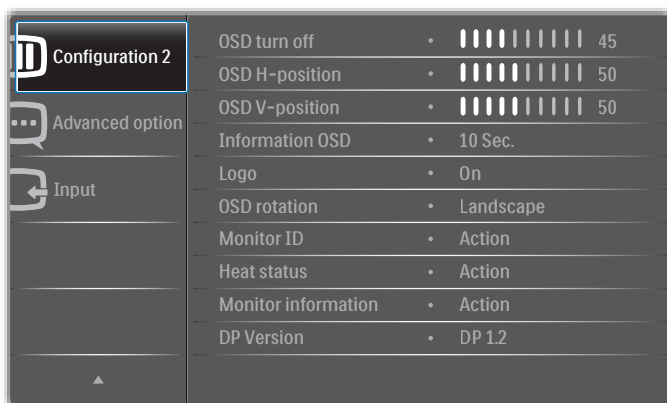 Configuration 2
Advanced option
Input
OSD turn off • 45
OSD H-position • 50
OSD V-position • 50
Information OSD • 10 Sec.
Logo • On
OSD rotation • Landscape
Monitor ID • Action
Heat status • Action
Monitor information • Action
DP Version • DP 1.2